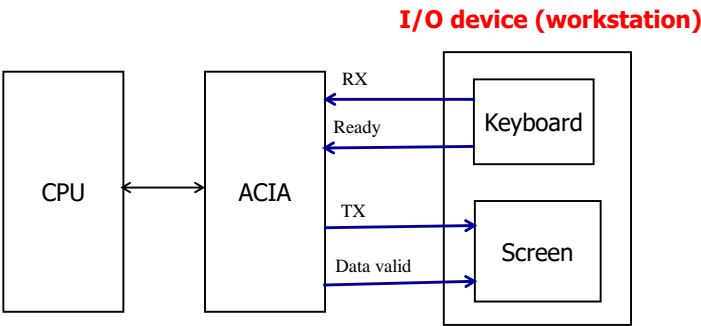 I/O device (workstation)
RX
Ready
Keyboard
CPU
ACIA
TX
Data valid
Screen